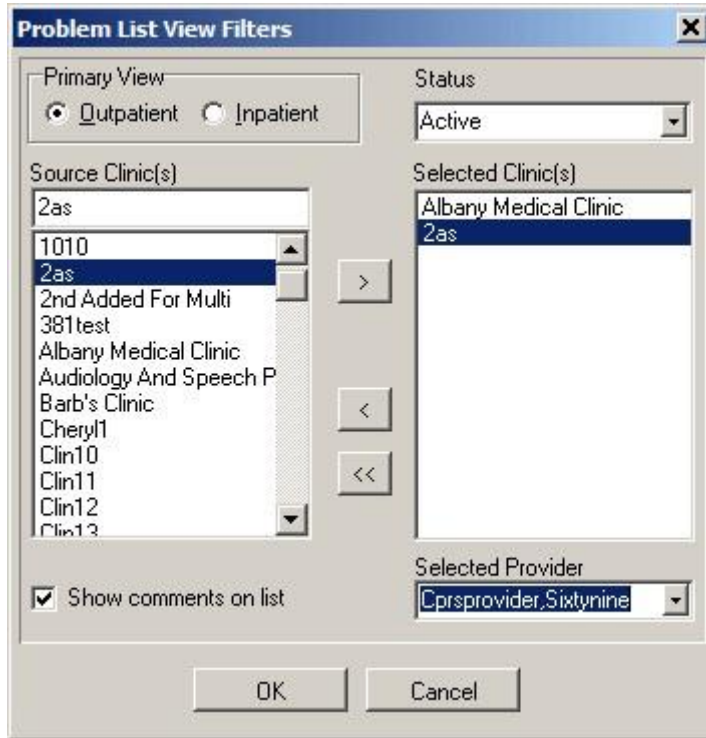 Problem List View Filters
Primary View
Outpatient Inpatient
Status
Active
Source Clinic(s)
2as
1010
2as
2nd Added For Multi
381test
Albany Medical Clinic
Audiology And Speech P
Barb's Clinic
Cheryl1
Clin10
Clin11
Clin12
Clin13
>
<
<<
Selected Clinic(s)
Albany Medical Clinic
2as
Show comments on list
Selected Provider
Cprsprovider,Sixtynine
OK Cancel